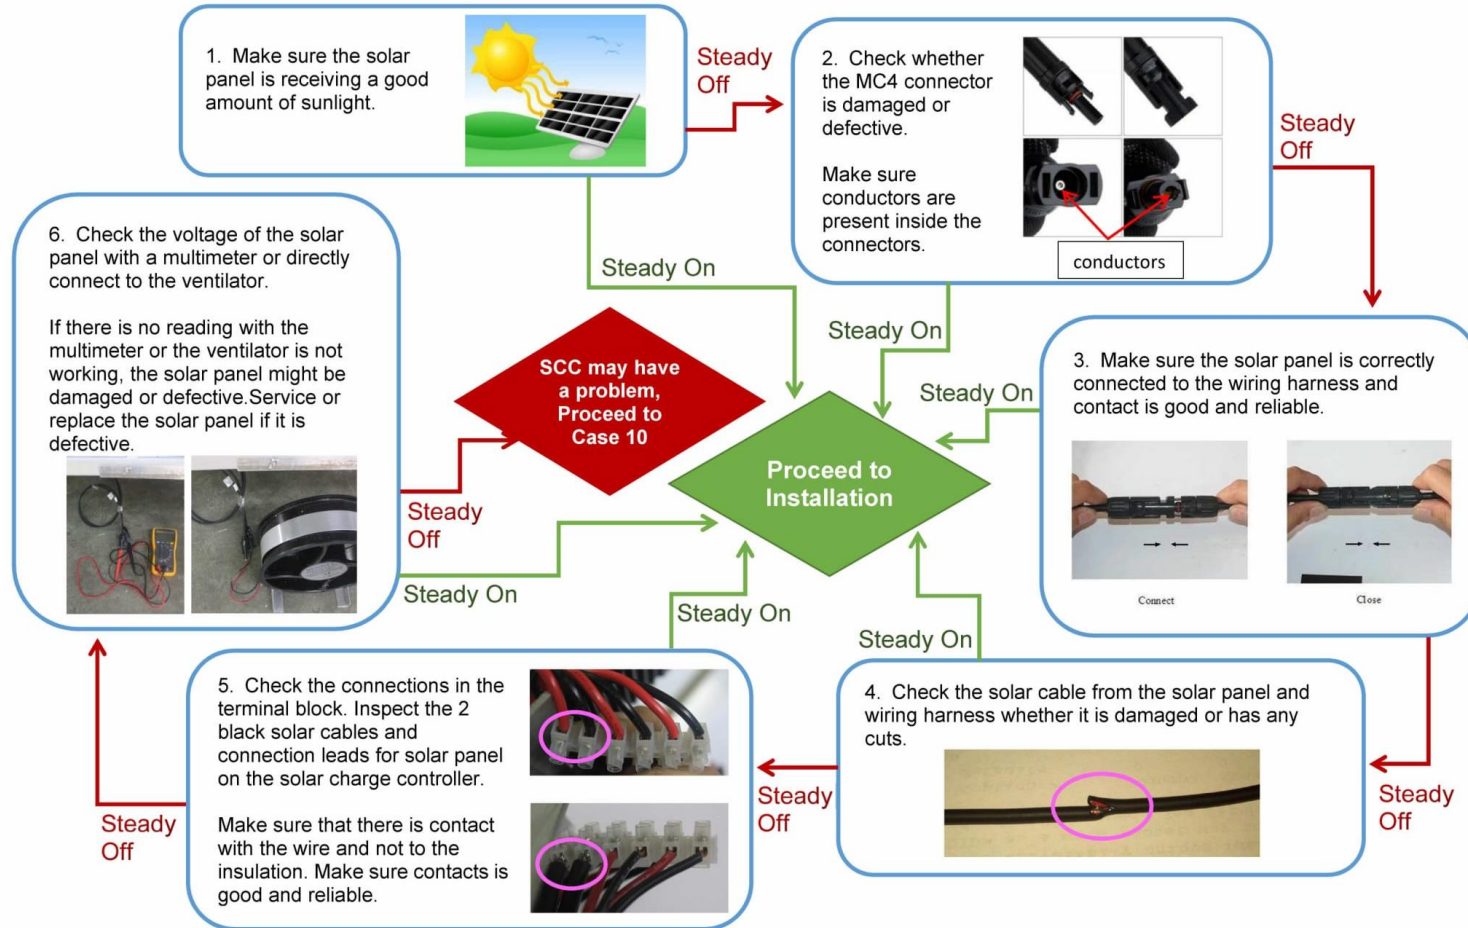 1. Make sure the solar
panel is receiving a good
amount of sunlight.
Steady
Off
2. Check whether
the MC4 connector
is damaged or
defective.
Make sure
conductors are
present inside the
connectors.
conductors
Steady
Off
Steady On
Steady On
3. Make sure the solar panel is correctly
connected to the wiring harness and
contact is good and reliable.
Connect
Close
Steady On
Steady
Off
4. Check the solar cable from the solar panel and
wiring harness whether it is damaged or has any
cuts.
Steady On
Steady
Off
5. Check the connections in the
terminal block. Inspect the 2
black solar cables and
connection leads for solar panel
on the solar charge controller.
Make sure that there is contact
with the wire and not to the
insulation. Make sure contacts is
good and reliable.
Steady On
Steady
Off
6. Check the voltage of the solar
panel with a multimeter or directly
connect to the ventilator.
If there is no reading with the
multimeter or the ventilator is not
working, the solar panel might be
damaged or defective.Service or
replace the solar panel if it is
defective.
Steady
Off
Steady On
SCC may have
a problem,
Proceed to
Case 10
Proceed to
Installation